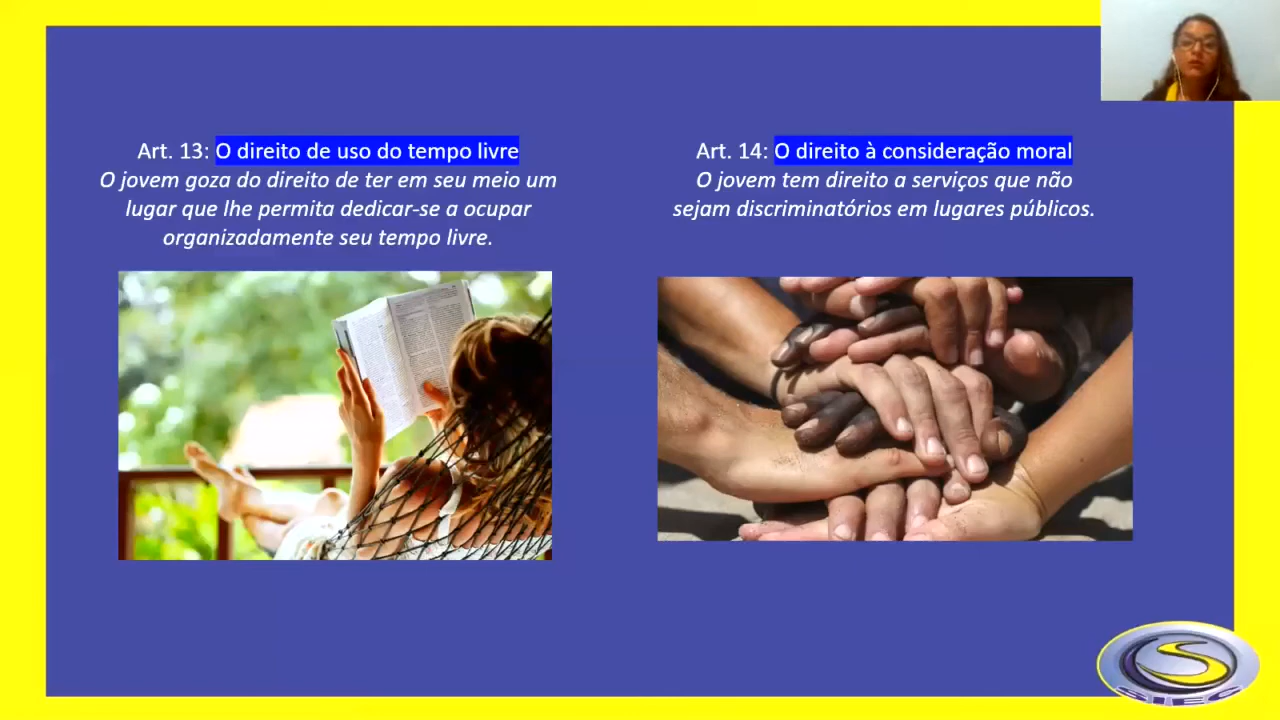 Art. 13: O direito de uso do tempo livre
O jovem goza do direito de ter em seu meio um
lugar que lhe permita dedicar-se a ocupar
organizadamente seu tempo livre.
Art. 14: O direito à consideração moral
O jovem tem direito a serviços que não
sejam discriminatórios em lugares públicos.
SIEC